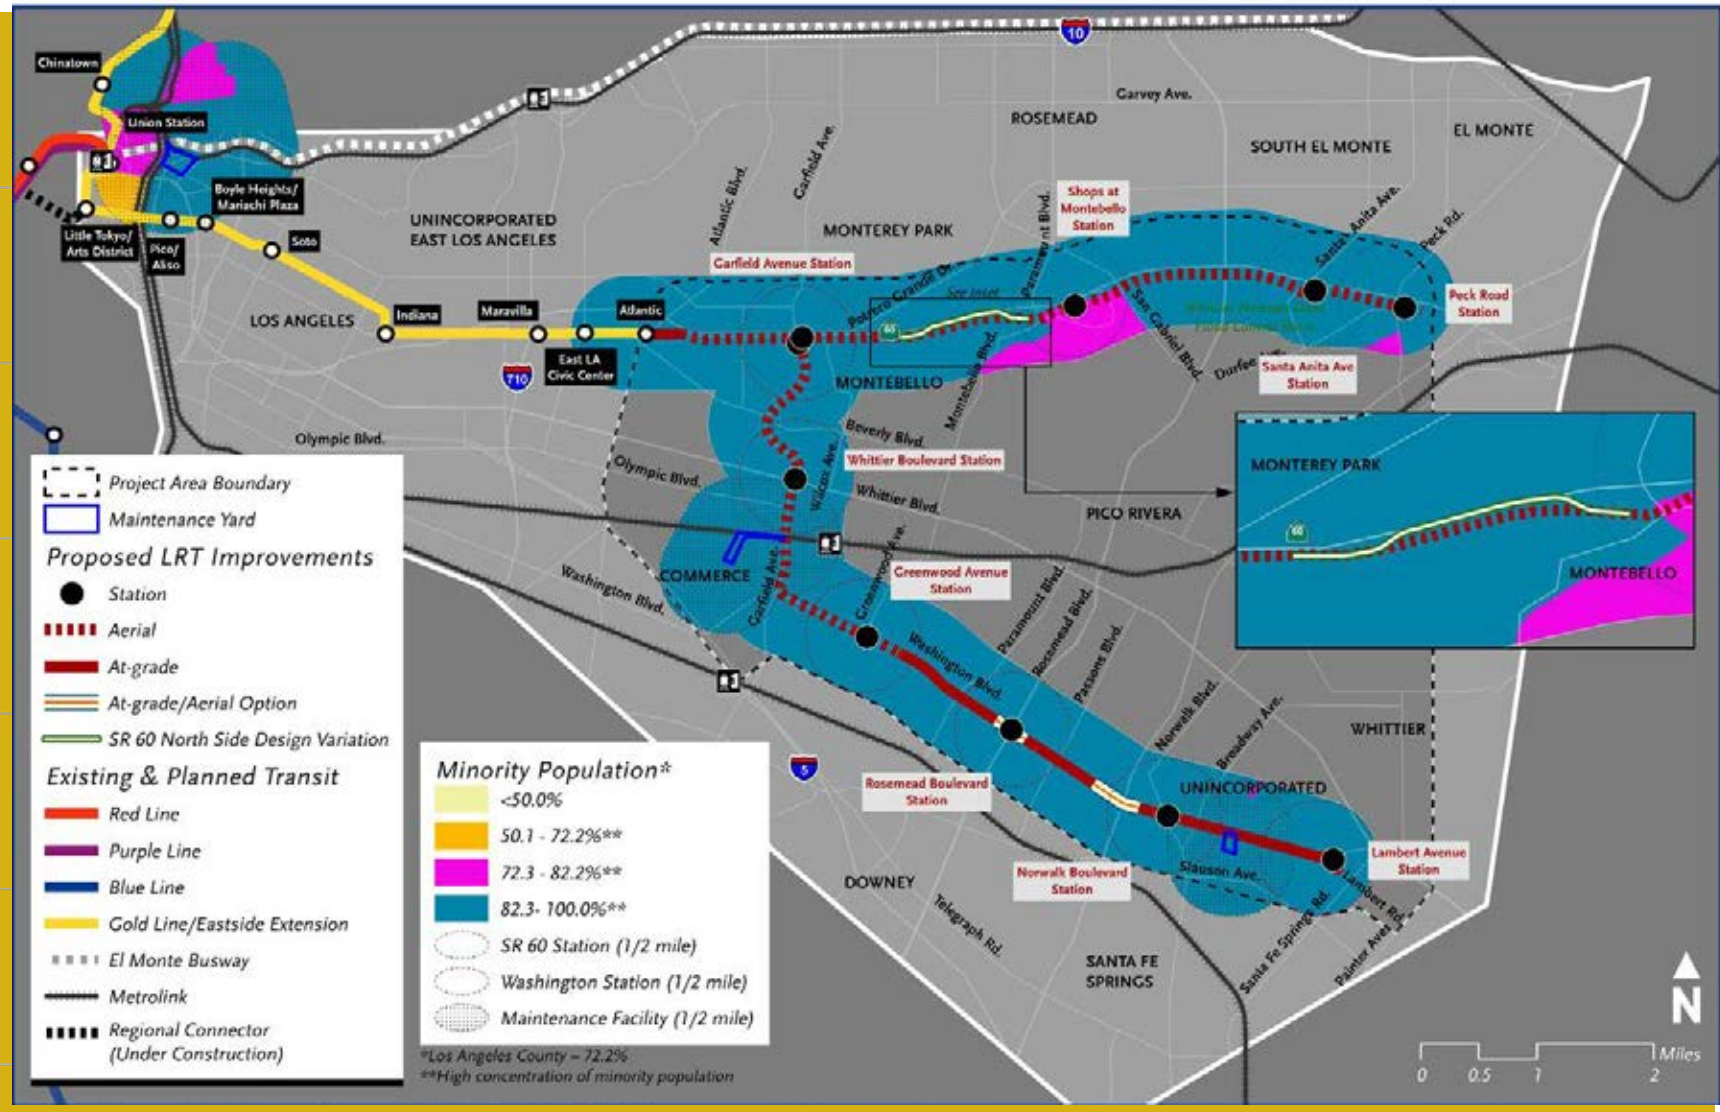 10
Chinatown
Garvey Ave.
ROSEMEAD
EL MONTE
Union Station
SOUTH EL MONTE
Garfield Ave.
Atlantic Blvd.
Boyle Heights/
Mariachi Plaza
Shops at
Montebello
Station
Paramount Blvd.
Santa Anita Ave.
Peck Rd.
UNINCORPORATED
EAST LOS ANGELES
MONTEREY PARK
Little Tokyo/
Arts District
Pico/
Aliso
Soto
Garfield Avenue Station
Potrero Grande Dr.
See Inset
San Gabriel Blvd.
Peck Road
Station
LOS ANGELES
Indiana
Maravilla
Atlantic
60
East LA
Civic Center
710
MONTEBELLO
Montebello Blvd.
Durfee
Santa Anita Ave
Station
Olympic Blvd.
Beverly Blvd.
Whittier Boulevard Station
Olympic Blvd.
Wilcox Ave.
Whittier Blvd.
PICO RIVERA
MONTEREY PARK
60
MONTEBELLO
COMMERCE
Washington Blvd.
Garfield Ave.
Greenwood Ave.
Greenwood Avenue
Station
Paramount Blvd.
Rosemead Blvd.
Passons Blvd.
Washington Blvd.
Norwalk Blvd.
Broadway Ave.
WHITTIER
5
Rosemead Boulevard
Station
UNINCORPORATED
Norwalk Boulevard
Station
Slauson Ave.
Lambert Avenue
Station
Lambert Rd.
DOWNEY
Telegraph Rd.
Santa Fe Springs Rd.
Painter Ave.
SANTA FE
SPRINGS
Project Area Boundary
Maintenance Yard
Proposed LRT Improvements
Station
Aerial
At-grade
At-grade/Aerial Option
SR 60 North Side Design Variation
Existing & Planned Transit
Red Line
Purple Line
Blue Line
Gold Line/Eastside Extension
El Monte Busway
Metrolink
Regional Connector
(Under Construction)
Minority Population*
<50.0%
50.1 - 72.2%**
72.3 - 82.2%**
82.3- 100.0%**
SR 60 Station (1/2 mile)
Washington Station (1/2 mile)
Maintenance Facility (1/2 mile)
*Los Angeles County = 72.2%
**High concentration of minority population
N
Miles
0 0.5 1 2